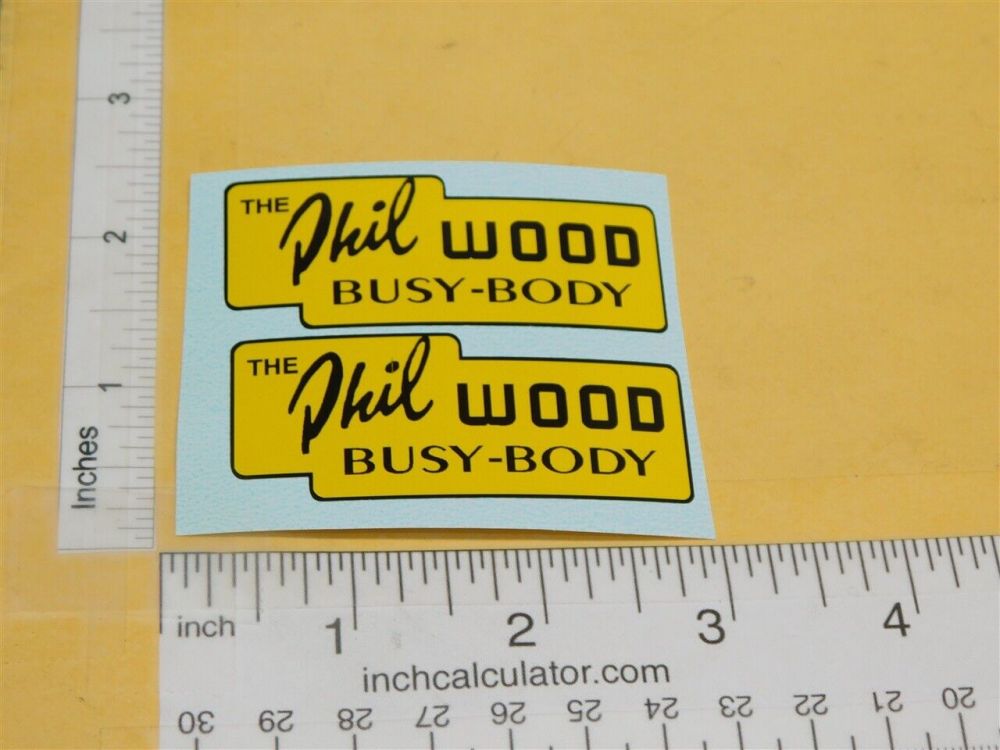 3
2
1
Inches
THE Phil WOOD
BUSY-BODY
THE Phil WOOD
BUSY-BODY
inch 1 2 3 4
inchcalculator.com
30 29 28 27 26 25 24 23 22 21 20